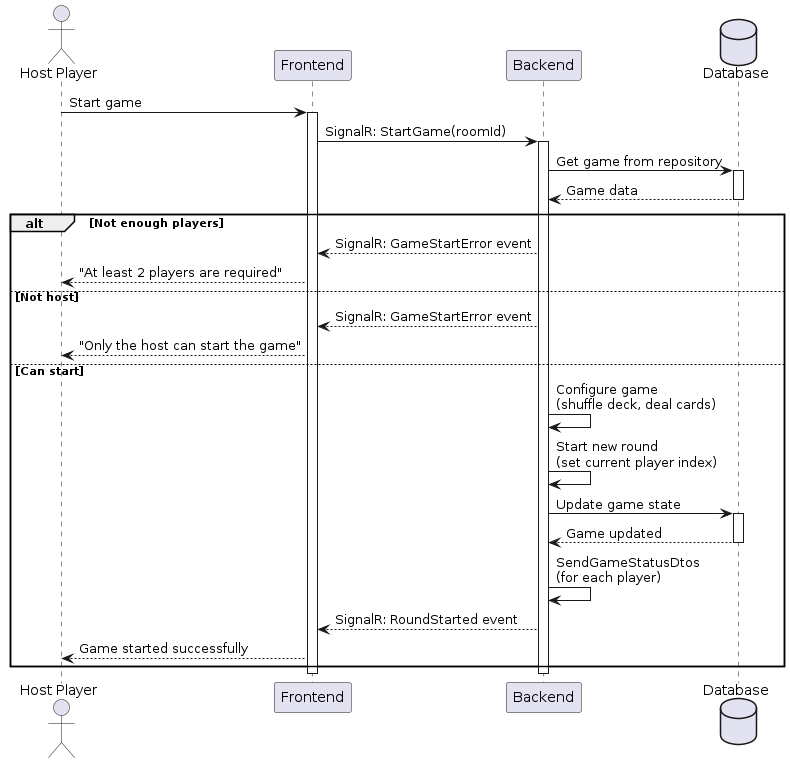 Host Player
Frontend
Backend
Database
Start game
SignalR: StartGame(roomId)
Get game from repository
Game data
alt [Not enough players]
SignalR: GameStartError event
"At least 2 players are required"
[Not host]
SignalR: GameStartError event
"Only the host can start the game"
[Can start]
Configure game
(shuffle deck, deal cards)
Start new round
(set current player index)
Update game state
Game updated
SendGameStatusDtos
(for each player)
SignalR: RoundStarted event
Game started successfully
Host Player
Frontend
Backend
Database